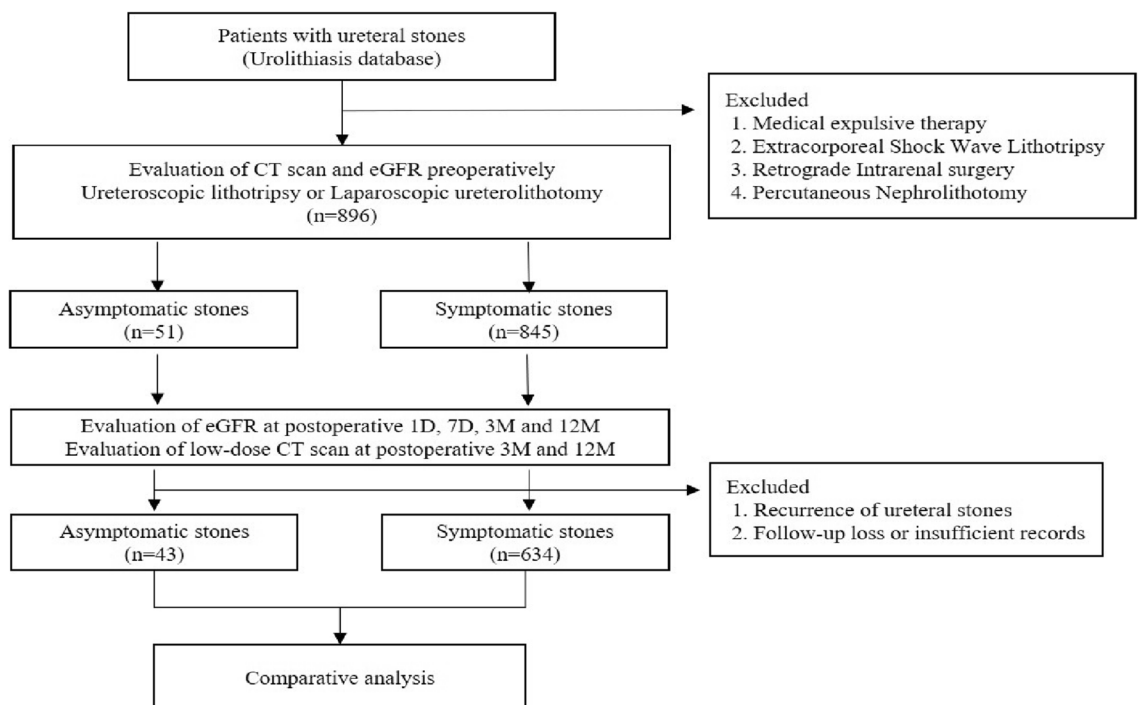 Patients with ureteral stones
(Urolithiasis database)
Excluded
1. Medical expulsive therapy
2. Extracorporeal Shock Wave Lithotripsy
3. Retrograde Intrarenal surgery
4. Percutaneous Nephrolithotomy
Evaluation of CT scan and eGFR preoperatively
Ureteroscopic lithotripsy or Laparoscopic ureterolithotomy
(n=896)
Asymptomatic stones
(n=51)
Symptomatic stones
(n=845)
Evaluation of eGFR at postoperative 1D, 7D, 3M and 12M
Evaluation of low-dose CT scan at postoperative 3M and 12M
Excluded
1. Recurrence of ureteral stones
2. Follow-up loss or insufficient records
Asymptomatic stones
(n=43)
Symptomatic stones
(n=634)
Comparative analysis